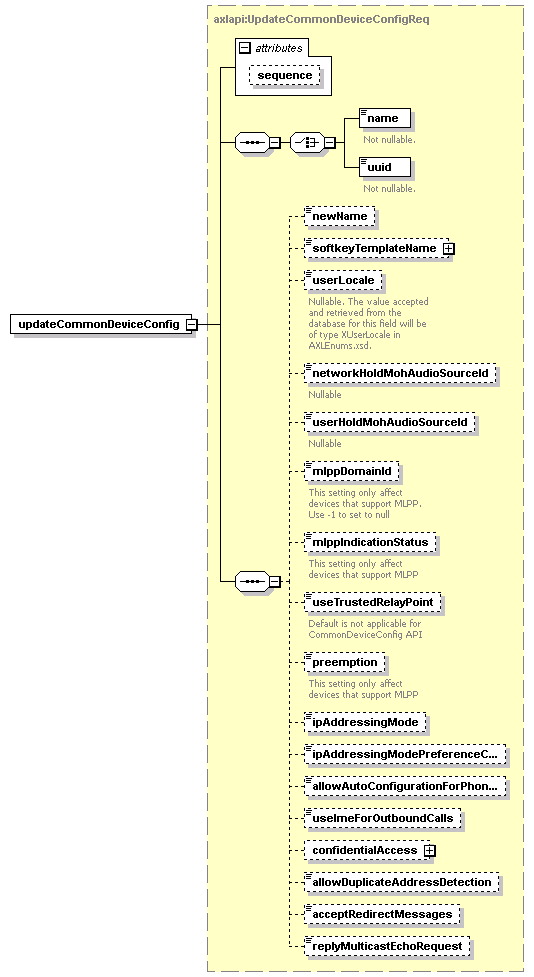 axlapi:UpdateCommonDeviceConfigReq
attributes
sequence
name
Not nullable.
uuid
Not nullable.
updateCommonDeviceConfig
newName
softkeyTemplateName
userLocale
Nullable. The value accepted
and retrieved from the
database for this field will be
of type XUserLocale in
AXLEnums.xsd.
networkHoldMohAudioSourceId
Nullable
userHoldMohAudioSourceId
Nullable
mlppDomainId
This setting only affect
devices that support MLPP.
Use -1 to set to null
mlppIndicationStatus
This setting only affect
devices that support MLPP
useTrustedRelayPoint
Default is not applicable for
CommonDeviceConfig API
preemption
This setting only affect
devices that support MLPP
ipAddressingMode
ipAddressingModePreferenceC...
allowAutoConfigurationForPhon...
useImeForOutboundCalls
confidentialAccess
allowDuplicateAddressDetection
acceptRedirectMessages
replyMulticastEchoRequest